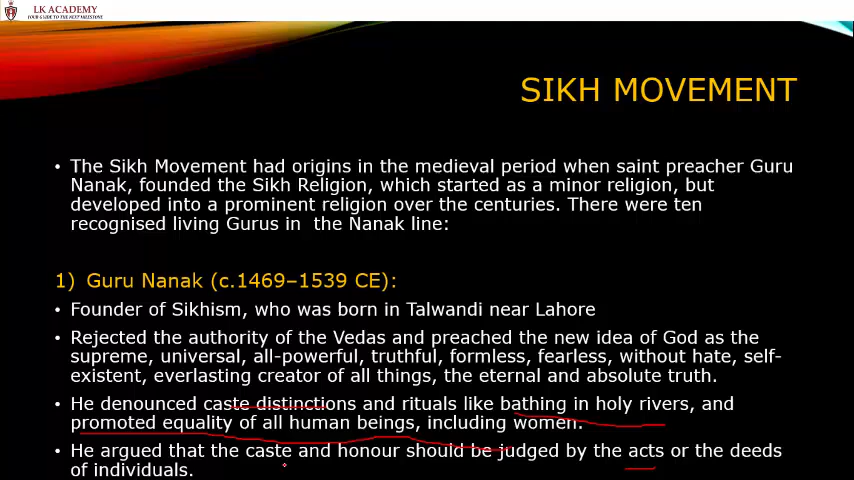 LK ACADEMY
YOUR GUIDE TO THE NEXT MILESTONE
SIKH MOVEMENT
• The Sikh Movement had origins in the medieval period when saint preacher Guru
Nanak, founded the Sikh Religion, which started as a minor religion, but
developed into a prominent religion over the centuries. There were ten
recognised living Gurus in the Nanak line:
1) Guru Nanak (c.1469–1539 CE):
• Founder of Sikhism, who was born in Talwandi near Lahore
• Rejected the authority of the Vedas and preached the new idea of God as the
supreme, universal, all-powerful, truthful, formless, fearless, without hate, self-
existent, everlasting creator of all things, the eternal and absolute truth.
• He denounced caste distinctions and rituals like bathing in holy rivers, and
promoted equality of all human beings, including women.
• He argued that the caste and honour should be judged by the acts or the deeds
of individuals.